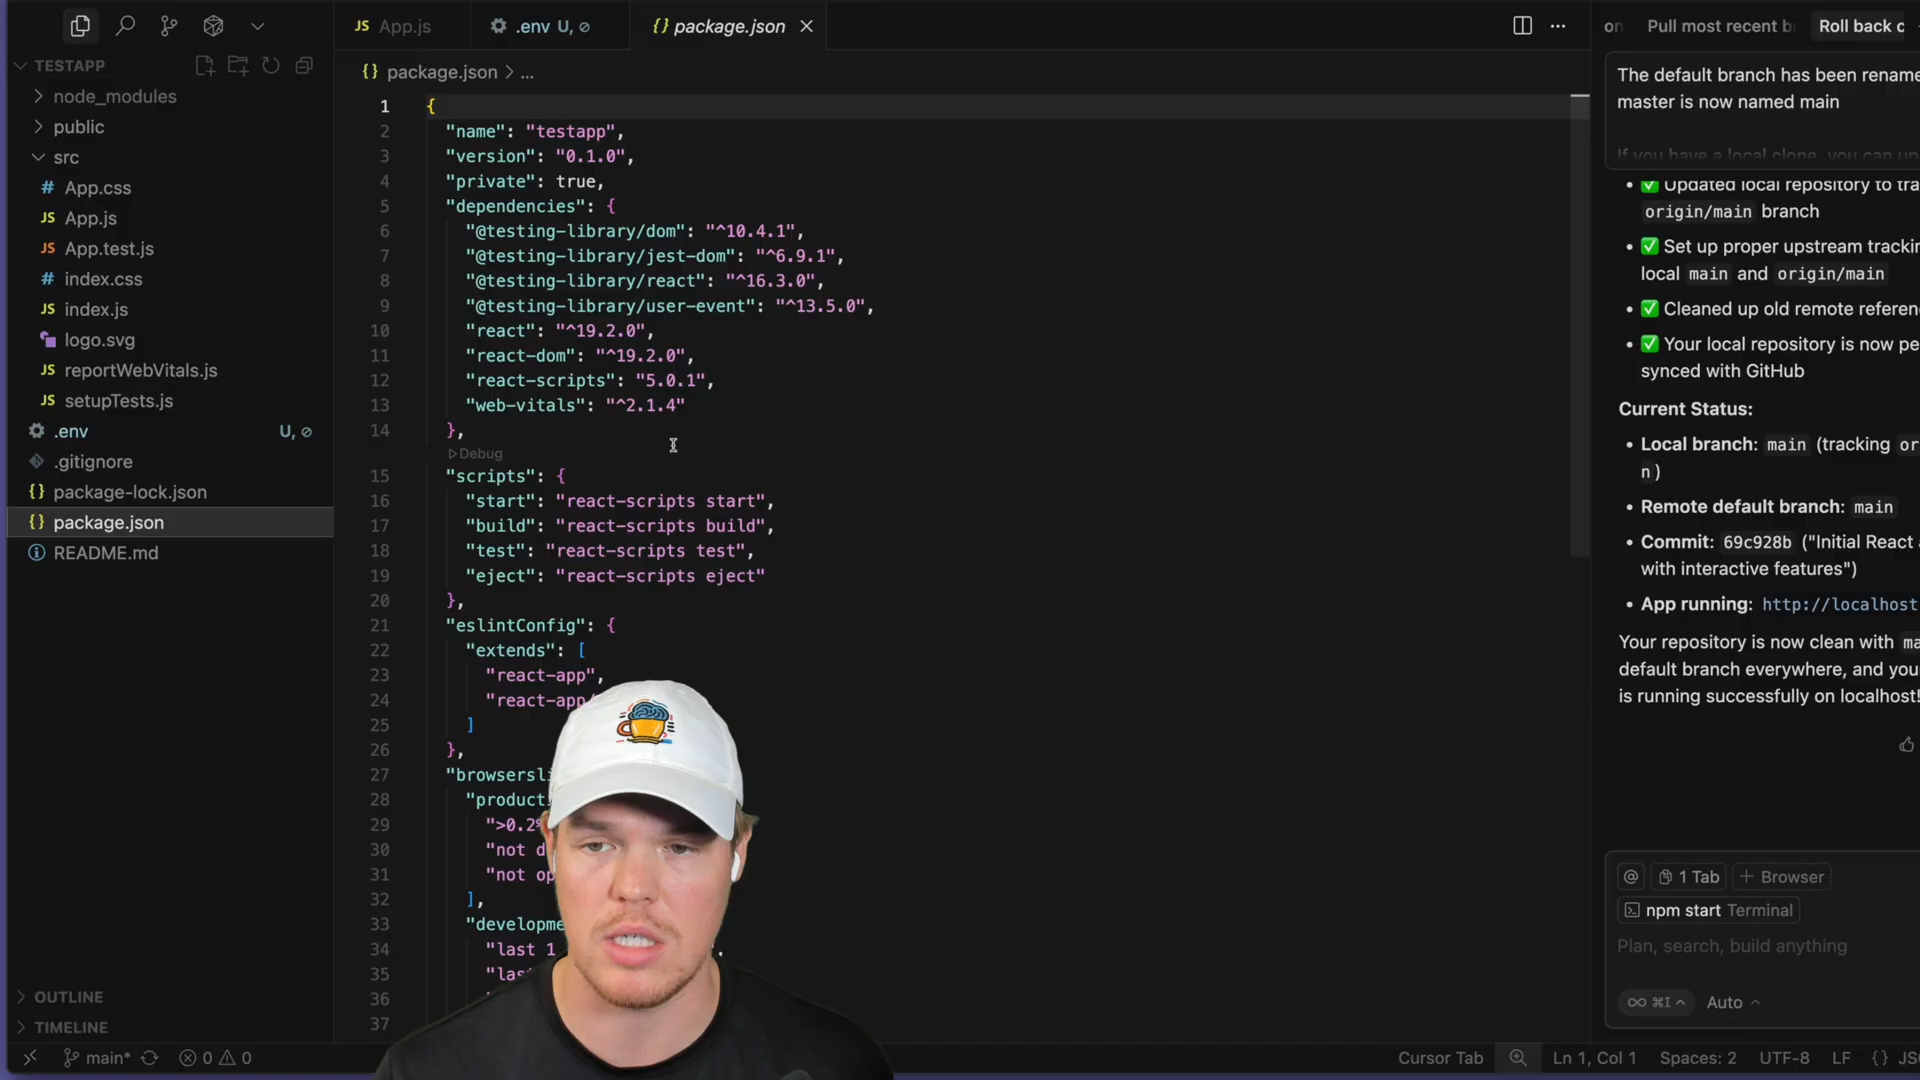 App.js
.env U,
package.json
on
Pull most recent b
Roll back c
TESTAPP
node_modules
public
src
App.css
App.js
App.test.js
index.css
index.js
logo.svg
reportWebVitals.js
setupTests.js
.env U,
.gitignore
package-lock.json
package.json
README.md
OUTLINE
TIMELINE
package.json > ...
1 {
2 "name": "testapp",
3 "version": "0.1.0",
4 "private": true,
5 "dependencies": {
6 "@testing-library/dom": "^10.4.1",
7 "@testing-library/jest-dom": "^6.9.1",
8 "@testing-library/react": "^16.3.0",
9 "@testing-library/user-event": "^13.5.0",
10 "react": "^19.2.0",
11 "react-dom": "^19.2.0",
12 "react-scripts": "5.0.1",
13 "web-vitals": "^2.1.4"
14 },
Debug
15 "scripts": {
16 "start": "react-scripts start",
17 "build": "react-scripts build",
18 "test": "react-scripts test",
19 "eject": "react-scripts eject"
20 },
21 "eslintConfig": {
22 "extends": [
23 "react-app",
24 "react-app
25 ]
26 },
27 "browsersli
28 "product
29 ">0.2%
30 "not d
31 "not op
32 ],
33 "developme
34 "last 1
35 "las
36
37
The default branch has been rename
master is now named main
If you have a local clone, you can up
Updated local repository to tra
origin/main branch
Set up proper upstream trackin
local main and origin/main
Cleaned up old remote referen
Your local repository is now pe
synced with GitHub
Current Status:
Local branch: main (tracking or
n)
Remote default branch: main
Commit: 69c928b ("Initial React a
with interactive features")
App running: http://localhost
Your repository is now clean with ma
default branch everywhere, and you
is running successfully on localhost!
@ 1 Tab + Browser
npm start Terminal
Plan, search, build anything
∞ ⌘I Auto
main* 0 0
Cursor Tab
Ln 1, Col 1
Spaces: 2
UTF-8
LF
{} JS